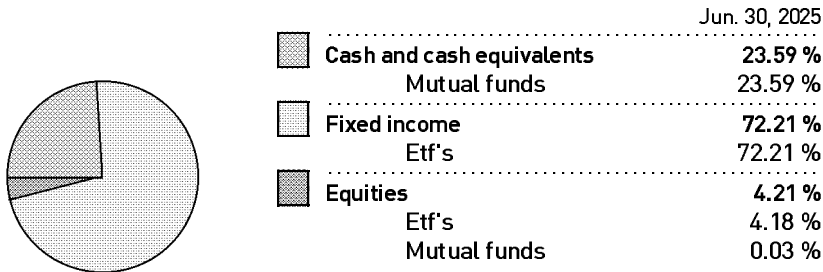 Jun. 30, 2025
Cash and cash equivalents 23.59 %
Mutual funds 23.59 %
Fixed income 72.21 %
Etf's 72.21 %
Equities 4.21 %
Etf's 4.18 %
Mutual funds 0.03 %